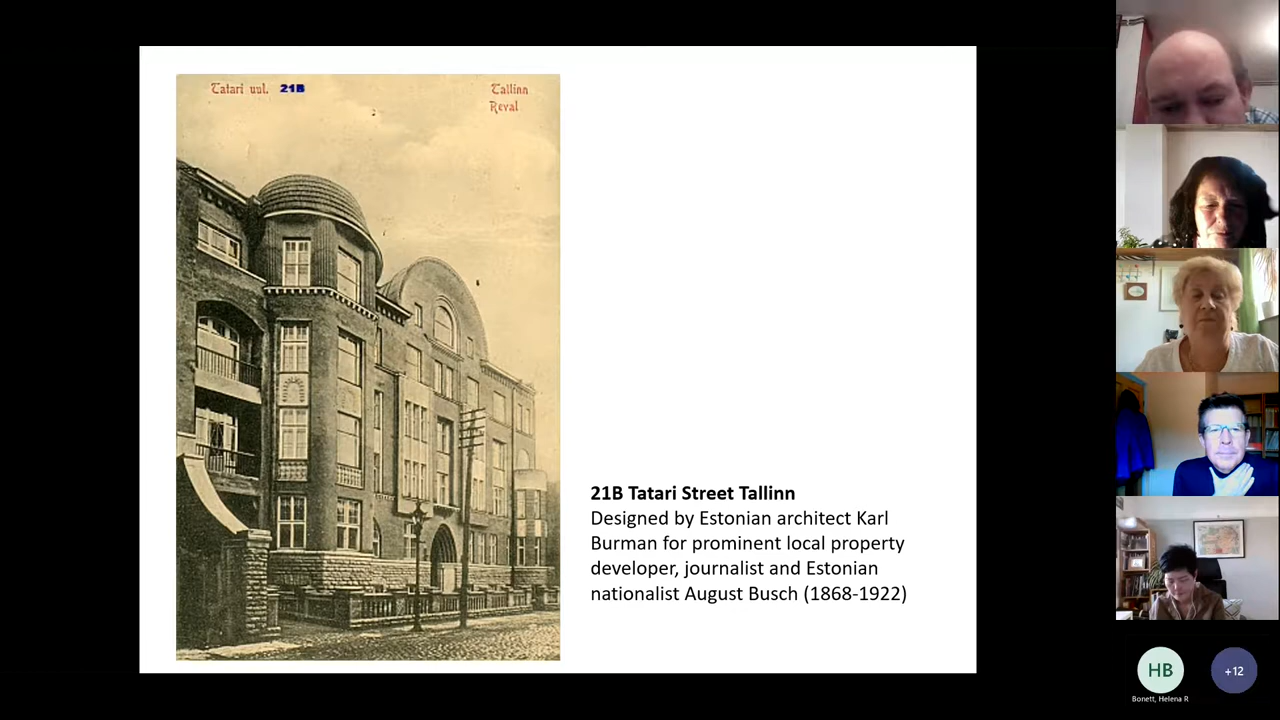 Tatari uul. 21B
Tallinn
Reval
21B Tatari Street Tallinn
Designed by Estonian architect Karl
Burman for prominent local property
developer, journalist and Estonian
nationalist August Busch (1868-1922)
HB
+12
Bonett, Helena R